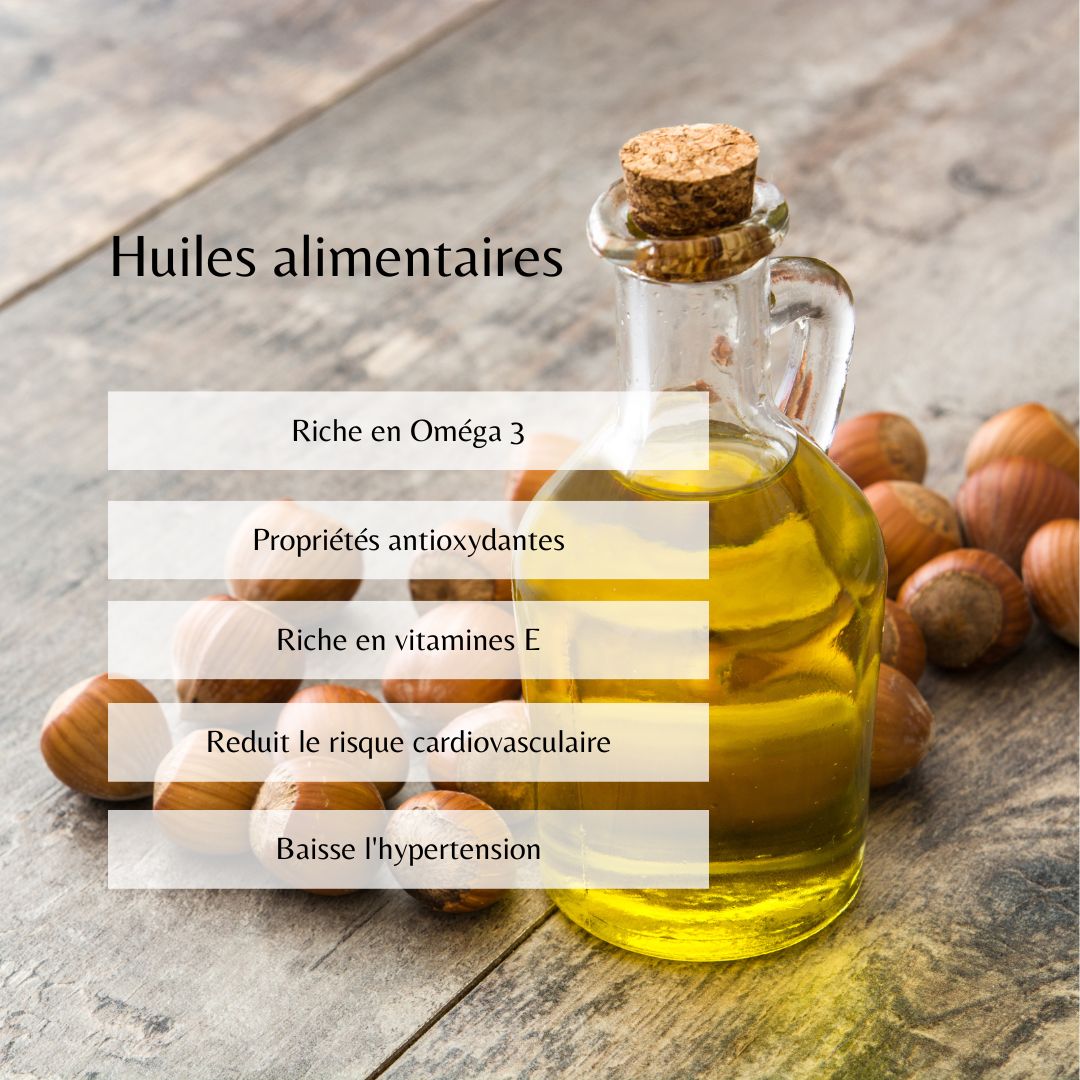 Huiles alimentaires
Riche en Oméga 3
Propriétés antioxydantes
Riche en vitamines E
Reduit le risque cardiovasculaire
Baisse l'hypertension